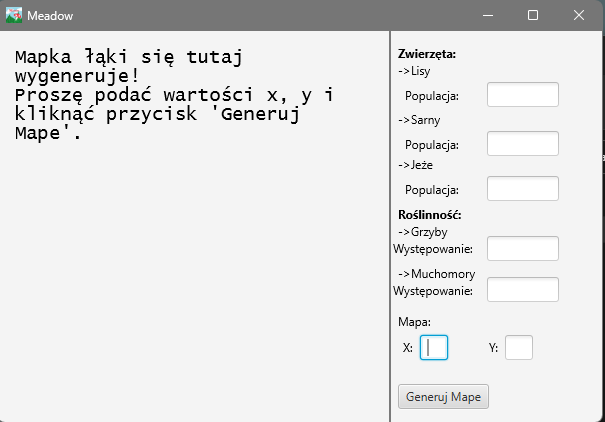 Meadow
Mapka łąki się tutaj
wygeneruje!
Proszę podać wartości x, y i
kliknąć przycisk 'Generuj
Mape'.
Zwierzęta:
->Lisy
Populacja:
->Sarny
Populacja:
->Jeże
Populacja:
Roślinność:
->Grzyby
Występowanie:
->Muchomory
Występowanie:
Mapa:
X: Y:
Generuj Mape